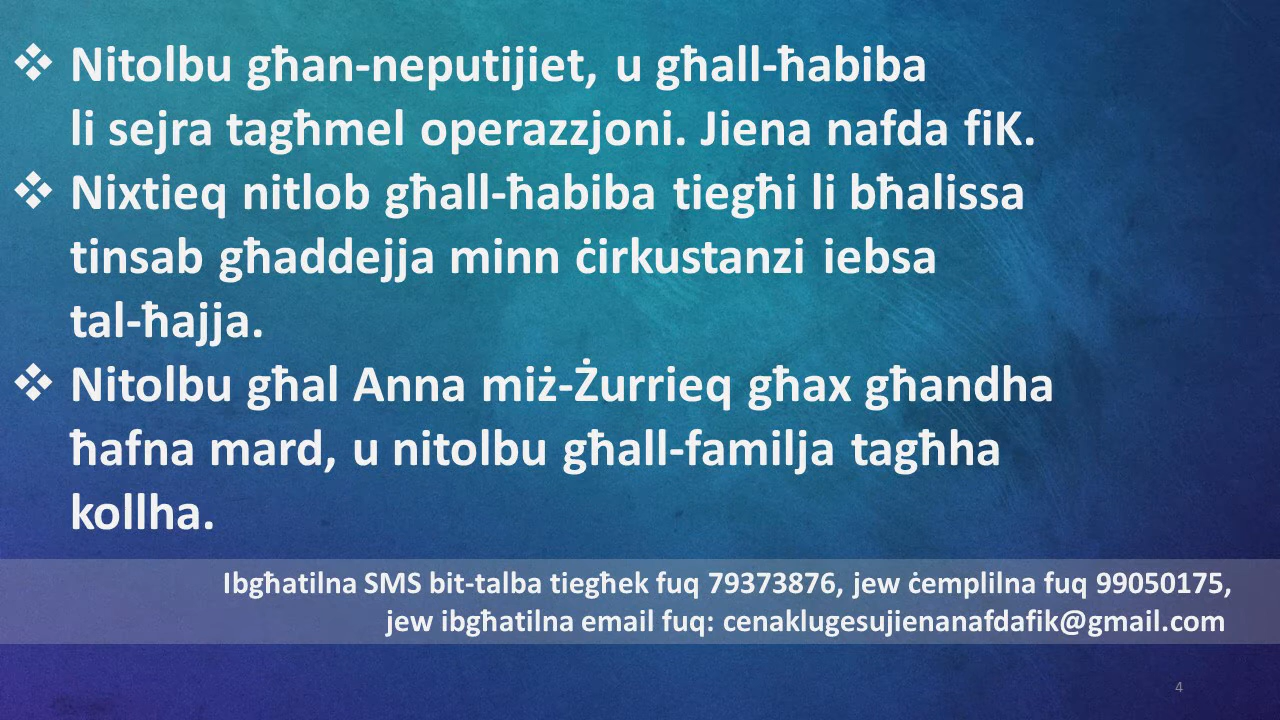 ❖ Nitolbu għan-neputijiet, u għall-ħabiba
li sejra tagħmel operazzjoni. Jiena nafda fiK.
❖ Nixtieq nitlob għall-ħabiba tiegħi li bħalissa
tinsab għaddejja minn ċirkustanzi iebsa
tal-ħajja.
❖ Nitolbu għal Anna miż-Żurrieq għax għandha
ħafna mard, u nitolbu għall-familja tagħha
kollha.
Ibgħatilna SMS bit-talba tiegħek fuq 79373876, jew ċemplilna fuq 99050175,
jew ibgħatilna email fuq: cenaklugesujienanafdafik@gmail.com
4